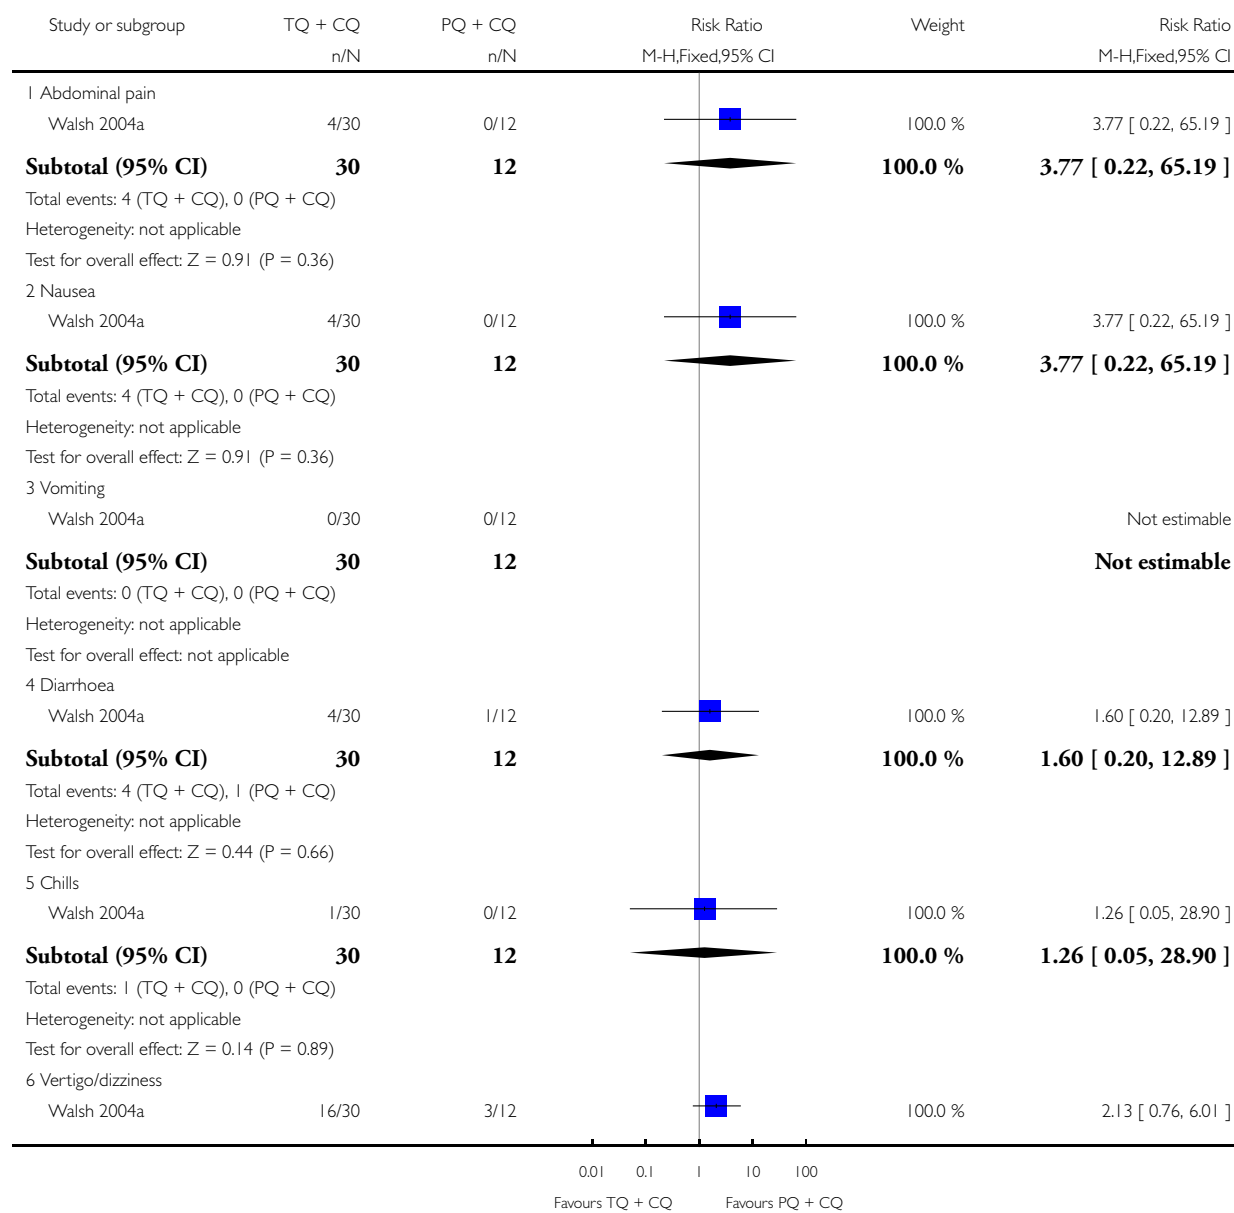 Study or subgroup TQ + CQ PQ + CQ Risk Ratio Weight Risk Ratio
n/N n/N M-H,Fixed,95% CI M-H,Fixed,95% CI
1 Abdominal pain
Walsh 2004a 4/30 0/12 100.0 % 3.77 [ 0.22, 65.19 ]
Subtotal (95% CI) 30 12 100.0 % 3.77 [ 0.22, 65.19 ]
Total events: 4 (TQ + CQ), 0 (PQ + CQ)
Heterogeneity: not applicable
Test for overall effect: Z = 0.91 (P = 0.36)
2 Nausea
Walsh 2004a 4/30 0/12 100.0 % 3.77 [ 0.22, 65.19 ]
Subtotal (95% CI) 30 12 100.0 % 3.77 [ 0.22, 65.19 ]
Total events: 4 (TQ + CQ), 0 (PQ + CQ)
Heterogeneity: not applicable
Test for overall effect: Z = 0.91 (P = 0.36)
3 Vomiting
Walsh 2004a 0/30 0/12 Not estimable
Subtotal (95% CI) 30 12 Not estimable
Total events: 0 (TQ + CQ), 0 (PQ + CQ)
Heterogeneity: not applicable
Test for overall effect: not applicable
4 Diarrhoea
Walsh 2004a 4/30 1/12 100.0 % 1.60 [ 0.20, 12.89 ]
Subtotal (95% CI) 30 12 100.0 % 1.60 [ 0.20, 12.89 ]
Total events: 4 (TQ + CQ), 1 (PQ + CQ)
Heterogeneity: not applicable
Test for overall effect: Z = 0.44 (P = 0.66)
5 Chills
Walsh 2004a 1/30 0/12 100.0 % 1.26 [ 0.05, 28.90 ]
Subtotal (95% CI) 30 12 100.0 % 1.26 [ 0.05, 28.90 ]
Total events: 1 (TQ + CQ), 0 (PQ + CQ)
Heterogeneity: not applicable
Test for overall effect: Z = 0.14 (P = 0.89)
6 Vertigo/dizziness
Walsh 2004a 16/30 3/12 100.0 % 2.13 [ 0.76, 6.01 ]
0.01 0.1 1 10 100
Favours TQ + CQ Favours PQ + CQ